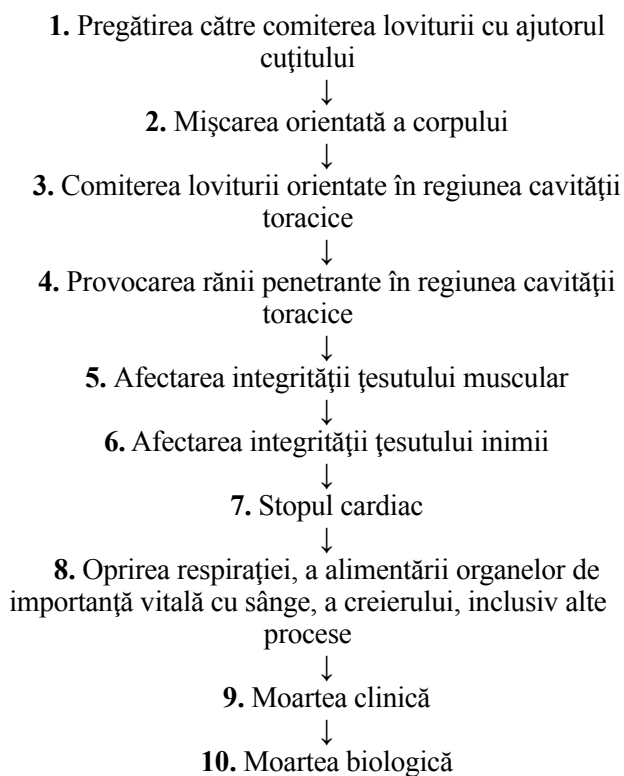 1. Pregătirea către comiterea loviturii cu ajutorul
cuţitului
↓
2. Mişcarea orientată a corpului
↓
3. Comiterea loviturii orientate în regiunea cavităţii
toracice
↓
4. Provocarea rănii penetrante în regiunea cavităţii
toracice
↓
5. Afectarea integrităţii ţesutului muscular
↓
6. Afectarea integrităţii ţesutului inimii
↓
7. Stopul cardiac
↓
8. Oprirea respiraţiei, a alimentării organelor de
importanţă vitală cu sânge, a creierului, inclusiv alte
procese
↓
9. Moartea clinică
↓
10. Moartea biologică